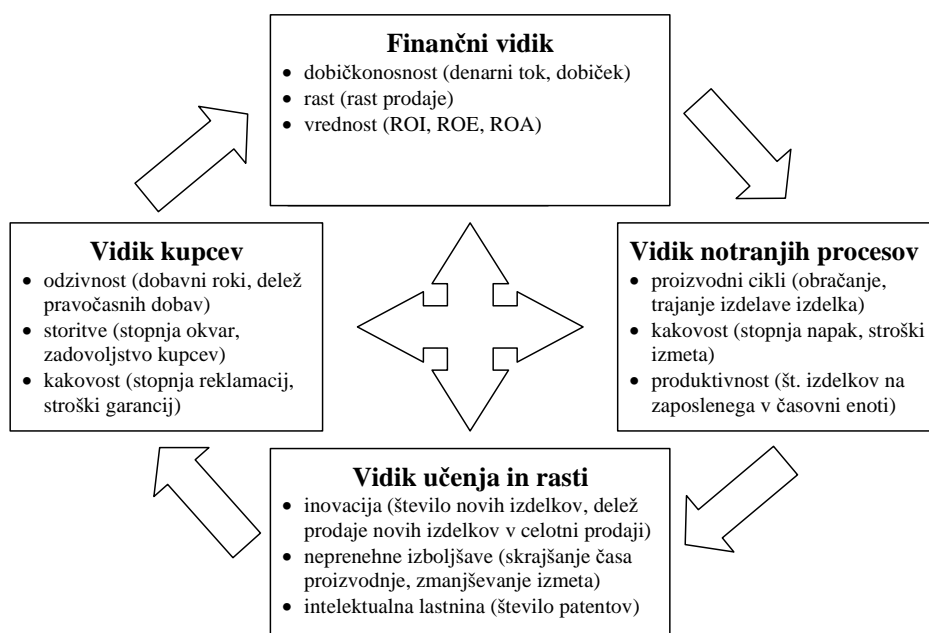 Finančni vidik
• dobičkonosnost (denarni tok, dobiček)
• rast (rast prodaje)
• vrednost (ROI, ROE, ROA)
Vidik kupcev
• odzivnost (dobavni roki, delež
pravočasnih dobav)
• storitve (stopnja okvar,
zadovoljstvo kupcev)
• kakovost (stopnja reklamacij,
stroški garancij)
Vidik notranjih procesov
• proizvodni cikli (obračanje,
trajanje izdelave izdelka)
• kakovost (stopnja napak, stroški
izmeta)
• produktivnost (št. izdelkov na
zaposlenega v časovni enoti)
Vidik učenja in rasti
• inovacija (število novih izdelkov, delež
prodaje novih izdelkov v celotni prodaji)
• neprenehne izboljšave (skrajšanje časa
proizvodnje, zmanjševanje izmeta)
• intelektualna lastnina (število patentov)